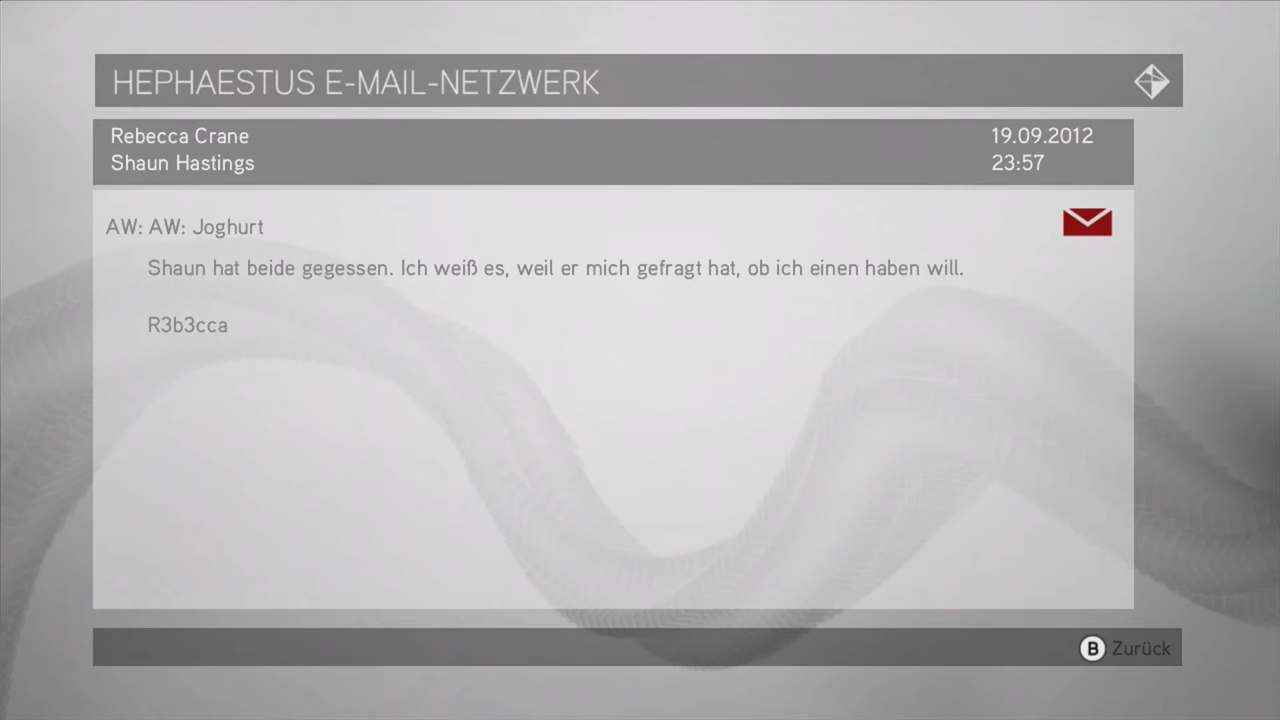 HEPHAESTUS E-MAIL-NETZWERK
Rebecca Crane 19.09.2012
Shaun Hastings 23:57
AW: AW: Joghurt
Shaun hat beide gegessen. Ich weiß es, weil er mich gefragt hat, ob ich einen haben will.
R3b3cca
B Zurück